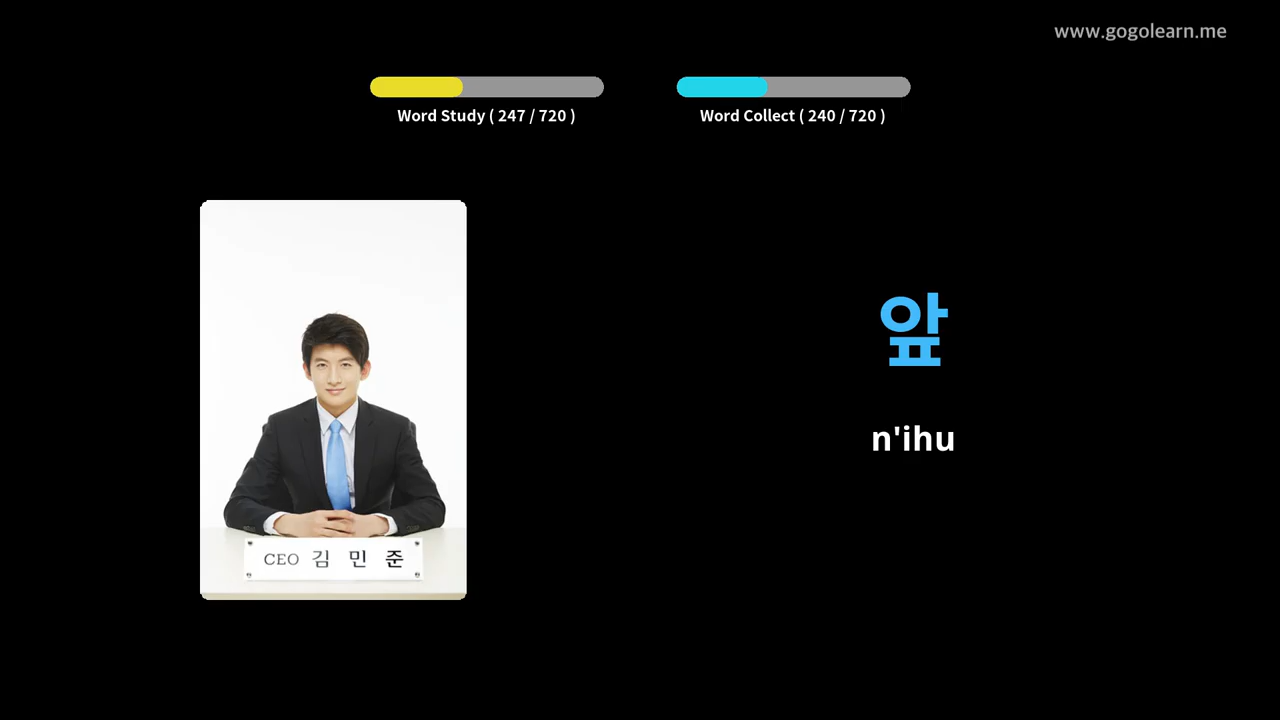 www.gogolearn.me
Word Study ( 247 / 720 )
Word Collect ( 240 / 720 )
앞
n'ihu
CEO 김 민 준